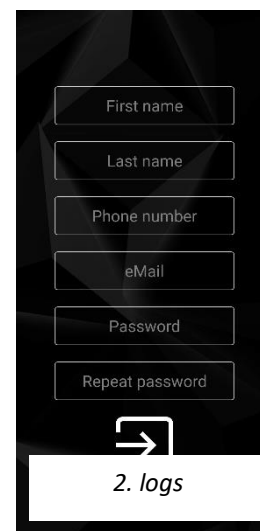 First name
Last name
Phone number
eMail
Password
Repeat password
2. logs